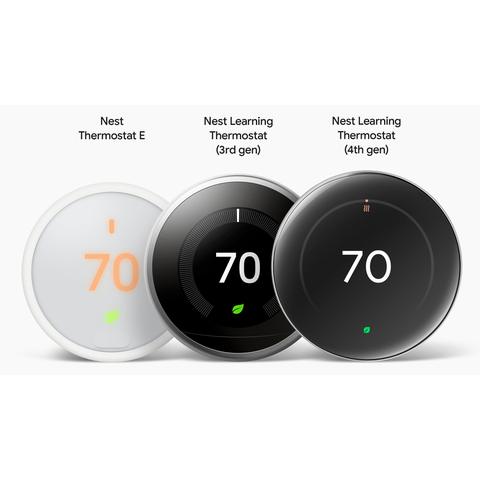 Nest
Thermostat E
Nest Learning
Thermostat
(3rd gen)
Nest Learning
Thermostat
(4th gen)
70
70
70